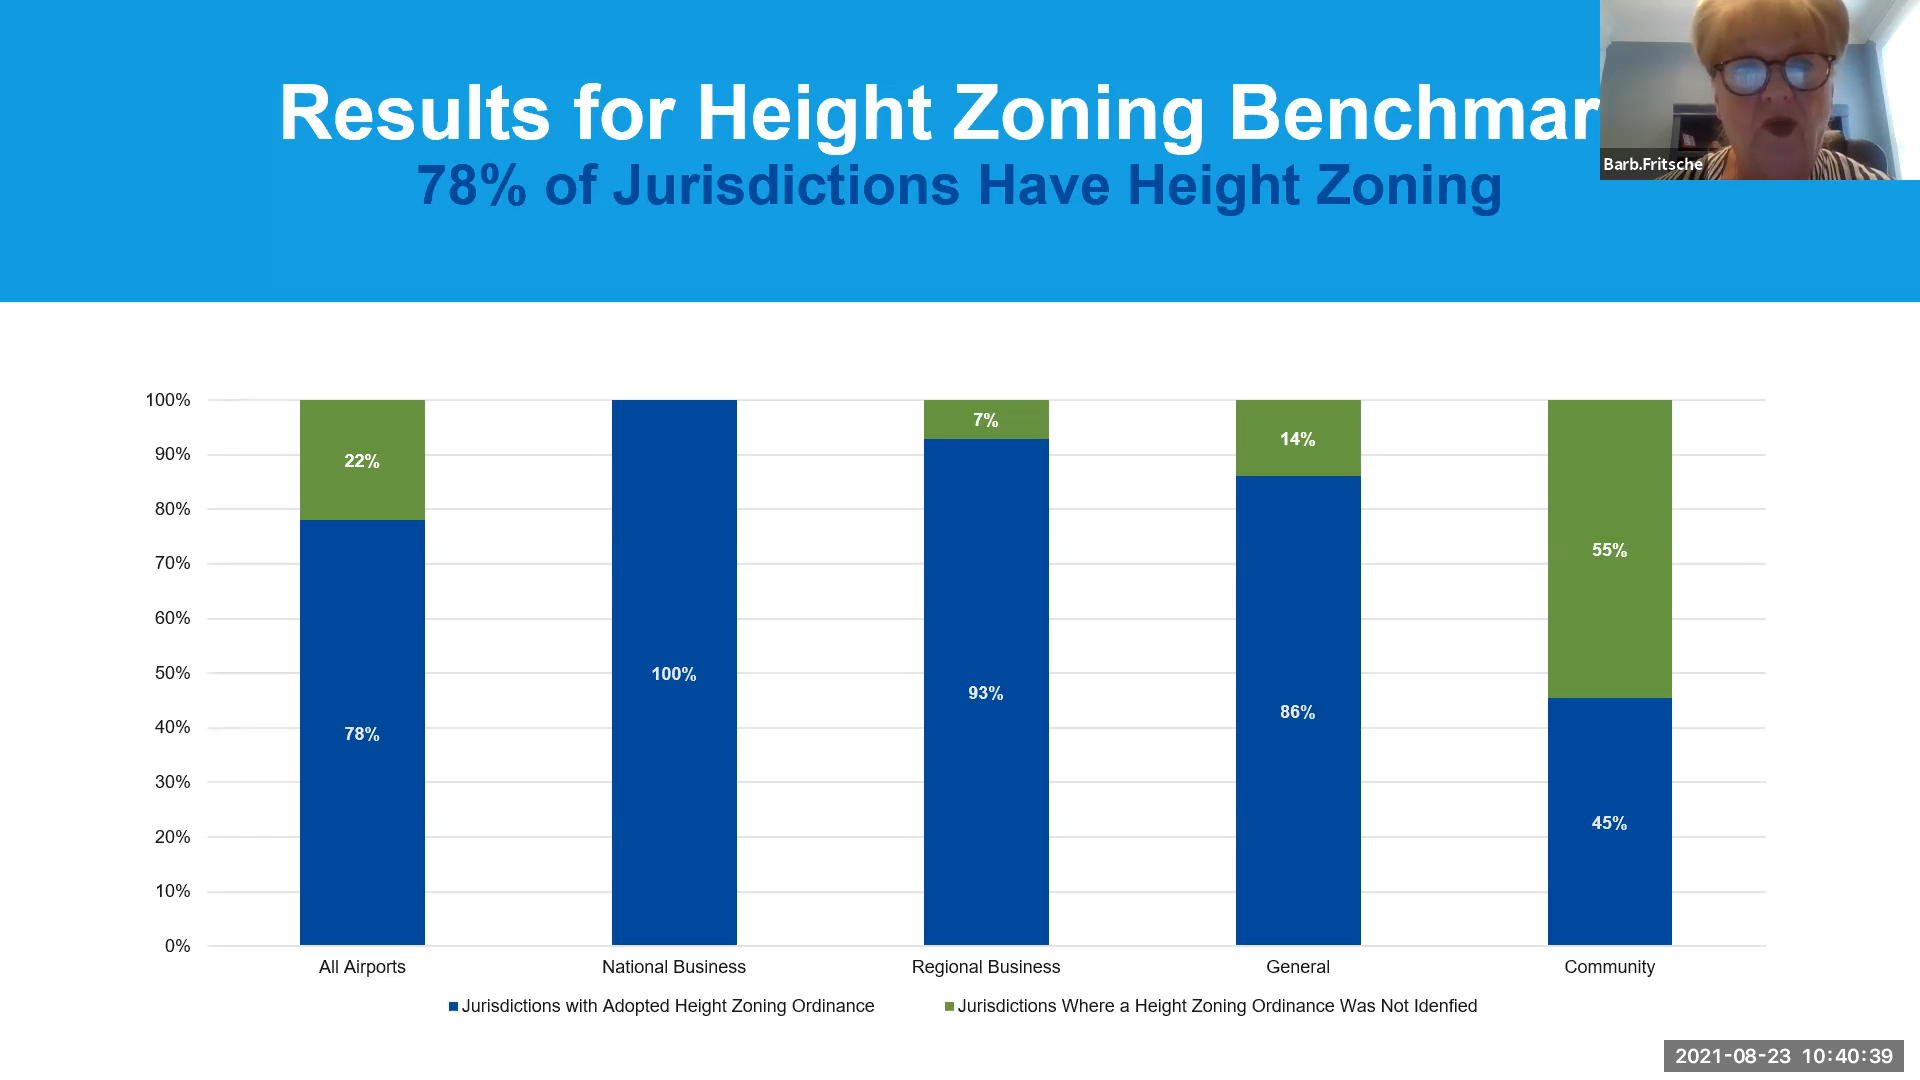 Results for Height Zoning Benchmar
78% of Jurisdictions Have Height Zoning
Barb.Fritsche
100%
90%
80%
70%
60%
50%
40%
30%
20%
10%
0%
22%
78%
100%
7%
93%
14%
86%
55%
45%
All Airports
National Business
Regional Business
General
Community
Jurisdictions with Adopted Height Zoning Ordinance
Jurisdictions Where a Height Zoning Ordinance Was Not Idenfied
2021-08-23 10:40:39